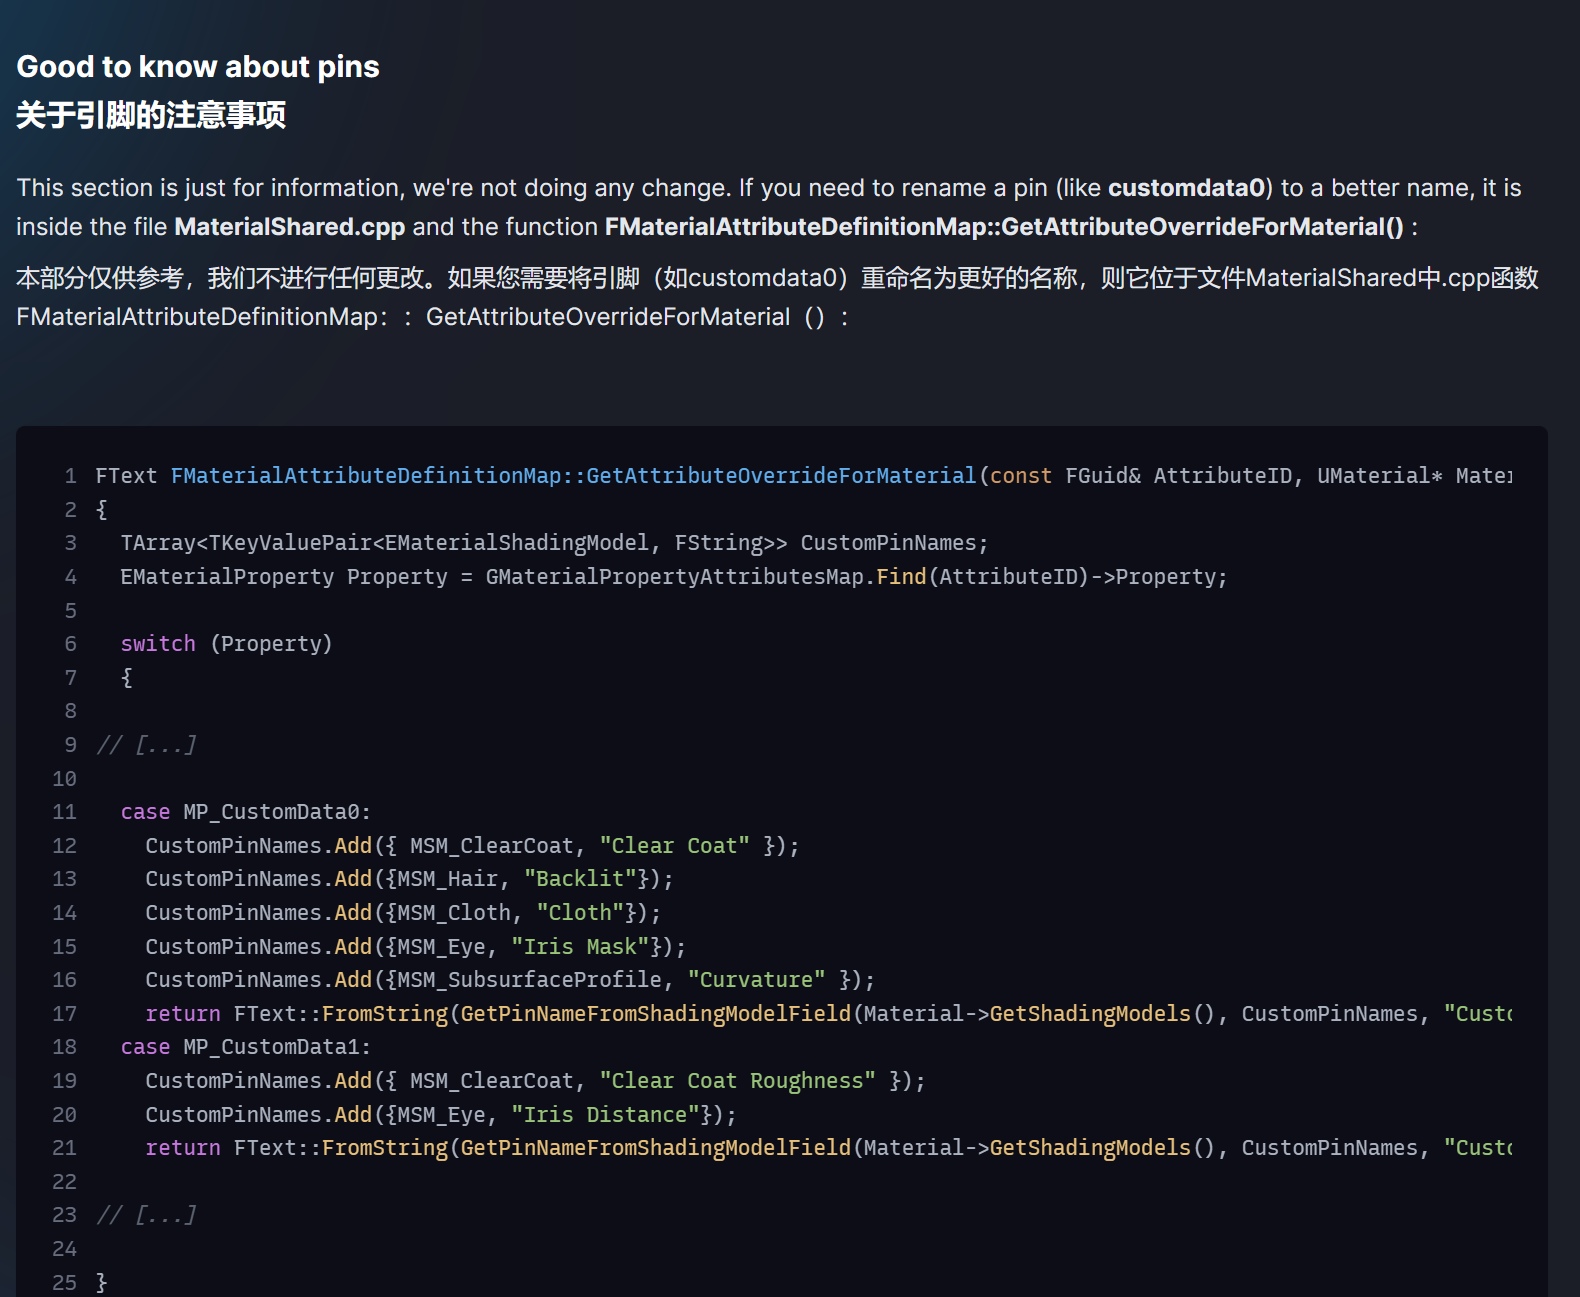 Good to know about pins
关于引脚的注意事项
This section is just for information, we're not doing any change. If you need to rename a pin (like customdata0) to a better name, it is
inside the file MaterialShared.cpp and the function FMaterialAttributeDefinitionMap::GetAttributeOverrideForMaterial() :
本部分仅供参考，我们不进行任何更改。如果您需要将引脚（如customdata0）重命名为更好的名称，则它位于文件MaterialShared中.cpp函数
FMaterialAttributeDefinitionMap：：GetAttributeOverrideForMaterial（）：
1 FText FMaterialAttributeDefinitionMap::GetAttributeOverrideForMaterial(const FGuid& AttributeID, UMaterial* Mater
2 {
3   TArray<TKeyValuePair<EMaterialShadingModel, FString>> CustomPinNames;
4   EMaterialProperty Property = GMaterialPropertyAttributesMap.Find(AttributeID)->Property;
5
6   switch (Property)
7   {
8
9 // [...]
10
11   case MP_CustomData0:
12     CustomPinNames.Add({ MSM_ClearCoat, "Clear Coat" });
13     CustomPinNames.Add({MSM_Hair, "Backlit"});
14     CustomPinNames.Add({MSM_Cloth, "Cloth"});
15     CustomPinNames.Add({MSM_Eye, "Iris Mask"});
16     CustomPinNames.Add({MSM_SubsurfaceProfile, "Curvature" });
17     return FText::FromString(GetPinNameFromShadingModelField(Material->GetShadingModels(), CustomPinNames, "Custo
18   case MP_CustomData1:
19     CustomPinNames.Add({ MSM_ClearCoat, "Clear Coat Roughness" });
20     CustomPinNames.Add({MSM_Eye, "Iris Distance"});
21     return FText::FromString(GetPinNameFromShadingModelField(Material->GetShadingModels(), CustomPinNames, "Custo
22
23 // [...]
24
25 }